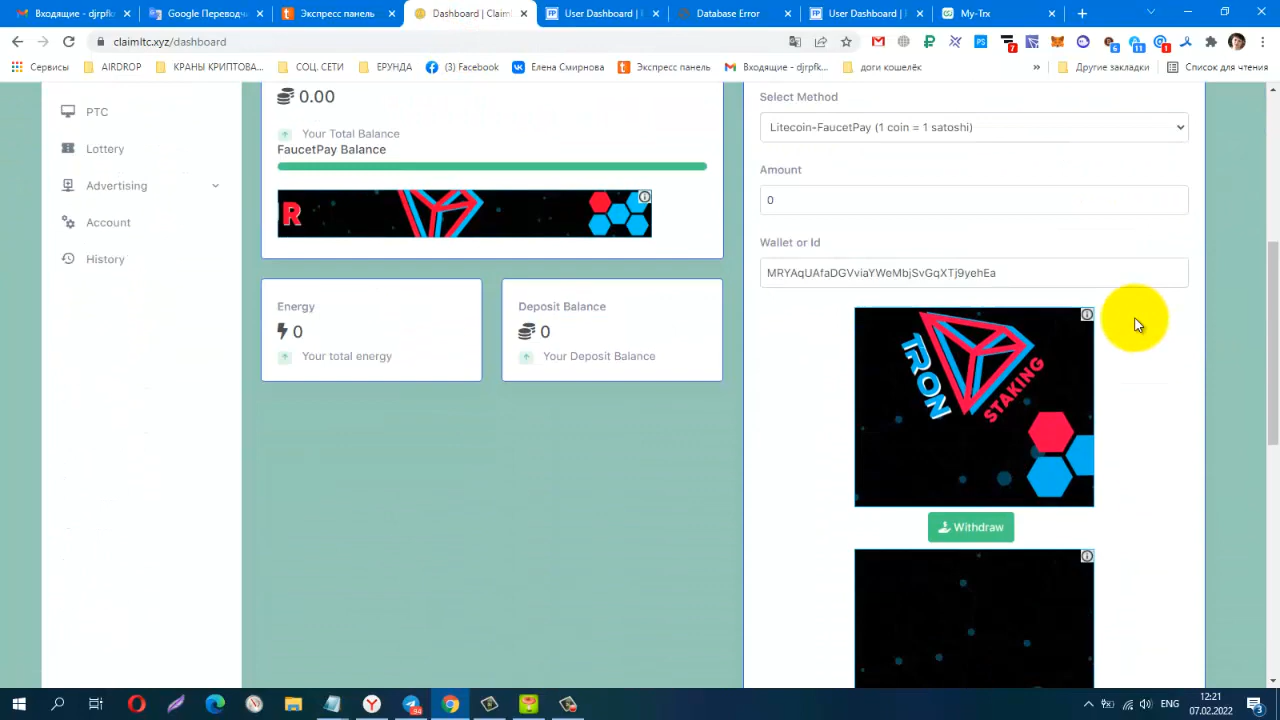 Входящие - djrpfk
Google Переводч
Экспресс панель
Dashboard | Claim
User Dashboard |
Database Error
User Dashboard |
My-Trx
claimltc.xyz/dashboard
Сервисы
AIRDROP
КРАНЫ КРИПТОВА...
СОЦ. СЕТИ
ЕРУНДА
(3) Facebook
Елена Смирнова
Экспресс панель
Входящие - djrpfk...
доги кошелёк
»
Другие закладки
Список для чтения
PTC
Lottery
Advertising
Account
History
0.00
Your Total Balance
FaucetPay Balance
R
Energy
0
Your total energy
Deposit Balance
0
Your Deposit Balance
Select Method
Litecoin-FaucetPay (1 coin = 1 satoshi)
Amount
0
Wallet or Id
MRYAqUAfaDGVviaYWeMbjSvGqXTj9yehEa
TRON
STAKING
Withdraw
ENG
12:21
07.02.2022